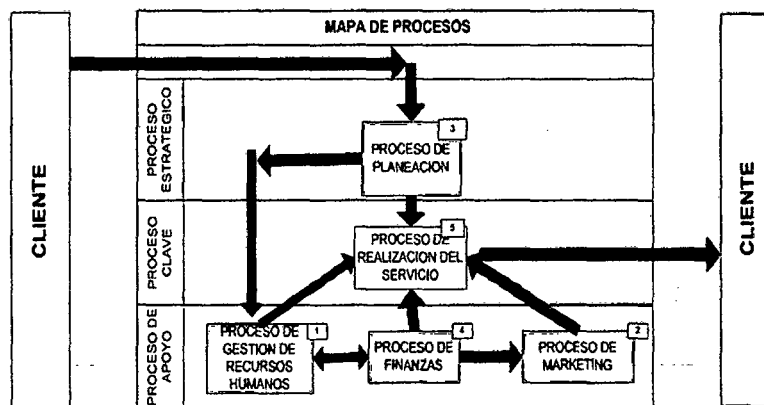 MAPA DE PROCESOS
CLIENTE
PROCESO
ESTRATEGICO
3
PROCESO DE
PLANEACION
PROCESO
CLAVE
5
PROCESO DE
REALIZACION DEL
SERVICIO
PROCESO DE
APOYO
1
PROCESO DE
GESTION DE
RECURSOS
HUMANOS
4
PROCESO DE
FINANZAS
2
PROCESO DE
MARKETING
CLIENTE